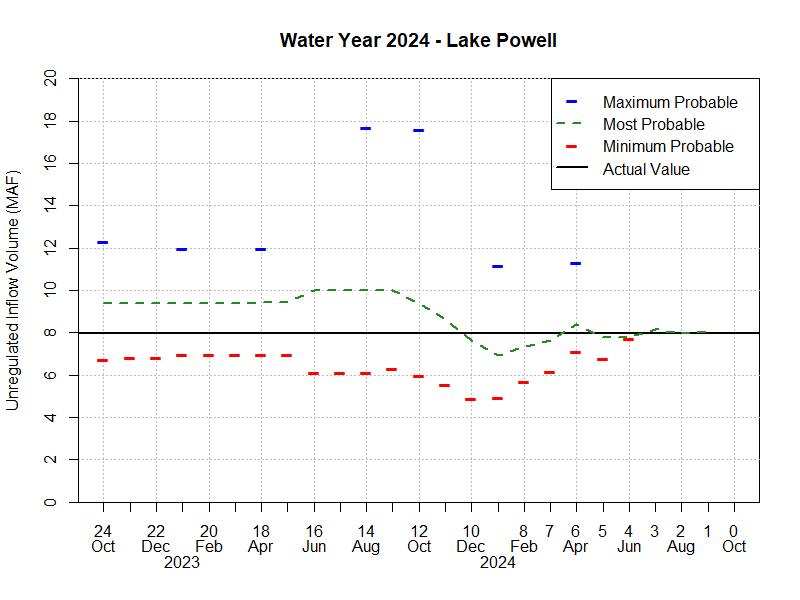 Water Year 2024 - Lake Powell
Maximum Probable
Most Probable
Minimum Probable
Actual Value
Unregulated Inflow Volume (MAF)
20
18
16
14
12
10
8
6
4
2
0
24 22 20 18 16 14 12 10 8 7 6 5 4 3 2 1 0
Oct Dec Feb Apr Jun Aug Oct Dec Feb Apr Jun Aug Oct
2023 2024